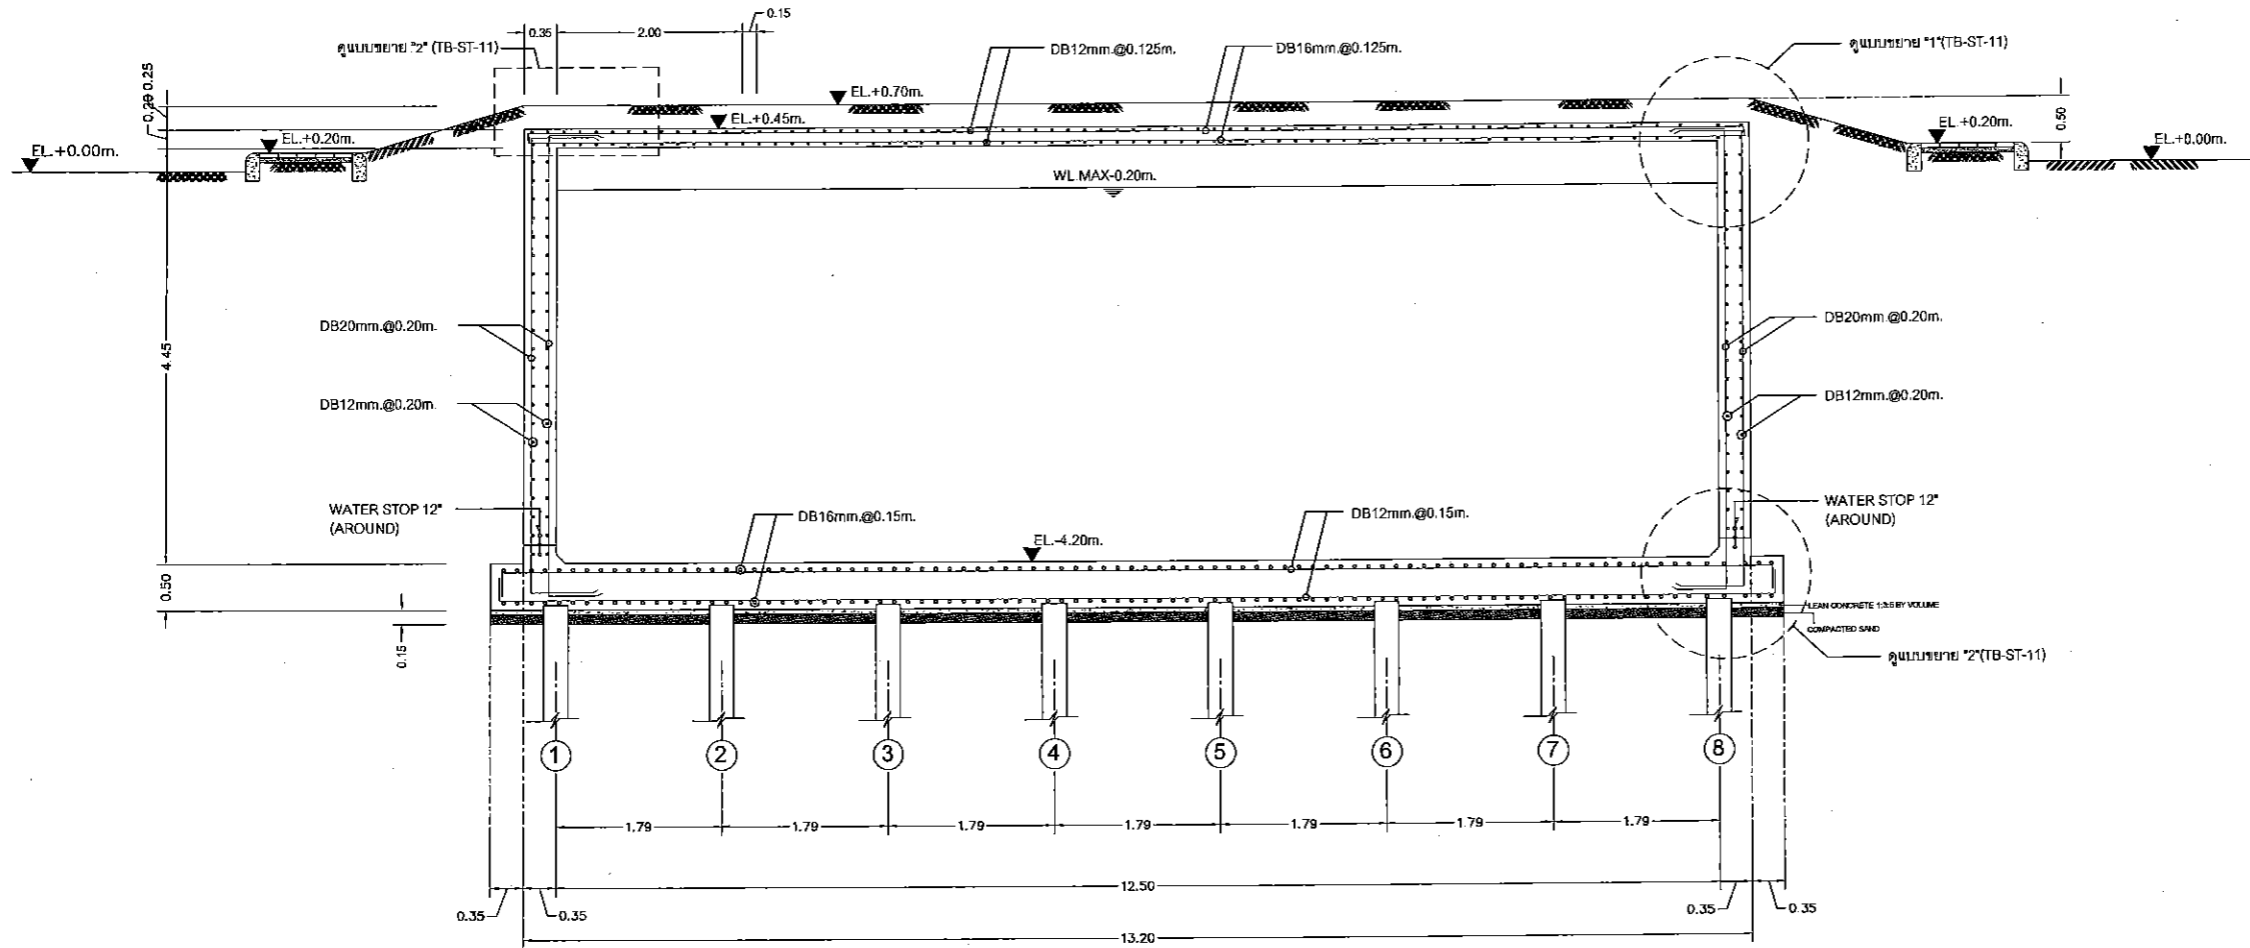 0.15
0.35
2.00
ดูแบบขยาย "2" (TB-ST-11)
DB12mm.@0.125m.
DB16mm.@0.125m.
ดูแบบขยาย "1"(TB-ST-11)
0.20 0.25
EL.+0.70m.
EL.+0.45m.
EL.+0.20m.
EL.+0.00m.
0.50
EL.+0.20m.
EL.+0.00m.
WL.MAX-0.20m.
DB20mm.@0.20m.
DB20mm.@0.20m.
4.45
DB12mm.@0.20m.
DB12mm.@0.20m.
WATER STOP 12"
(AROUND)
DB16mm.@0.15m.
DB12mm.@0.15m.
WATER STOP 12"
(AROUND)
EL.-4.20m.
0.50
0.15
LEAN CONCRETE 1:3:5 BY VOLUME
COMPACTED SAND
ดูแบบขยาย "2"(TB-ST-11)
1 2 3 4 5 6 7 8
1.79 1.79 1.79 1.79 1.79 1.79 1.79
12.50
0.35 0.35 0.35 0.35
13.20